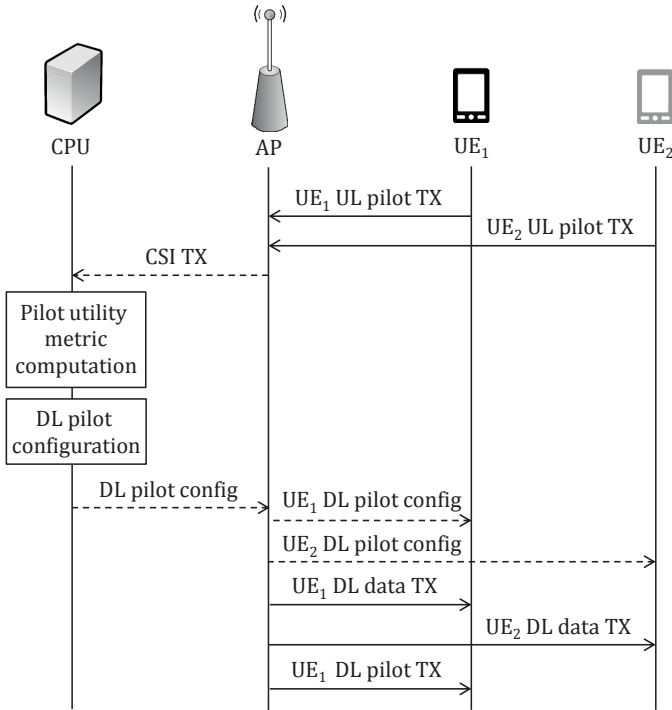 CPU
AP
UE₁
UE₂
UE₁ UL pilot TX
UE₂ UL pilot TX
CSI TX
Pilot utility
metric
computation
DL pilot
configuration
DL pilot config
UE₁ DL pilot config
UE₂ DL pilot config
UE₁ DL data TX
UE₂ DL data TX
UE₁ DL pilot TX